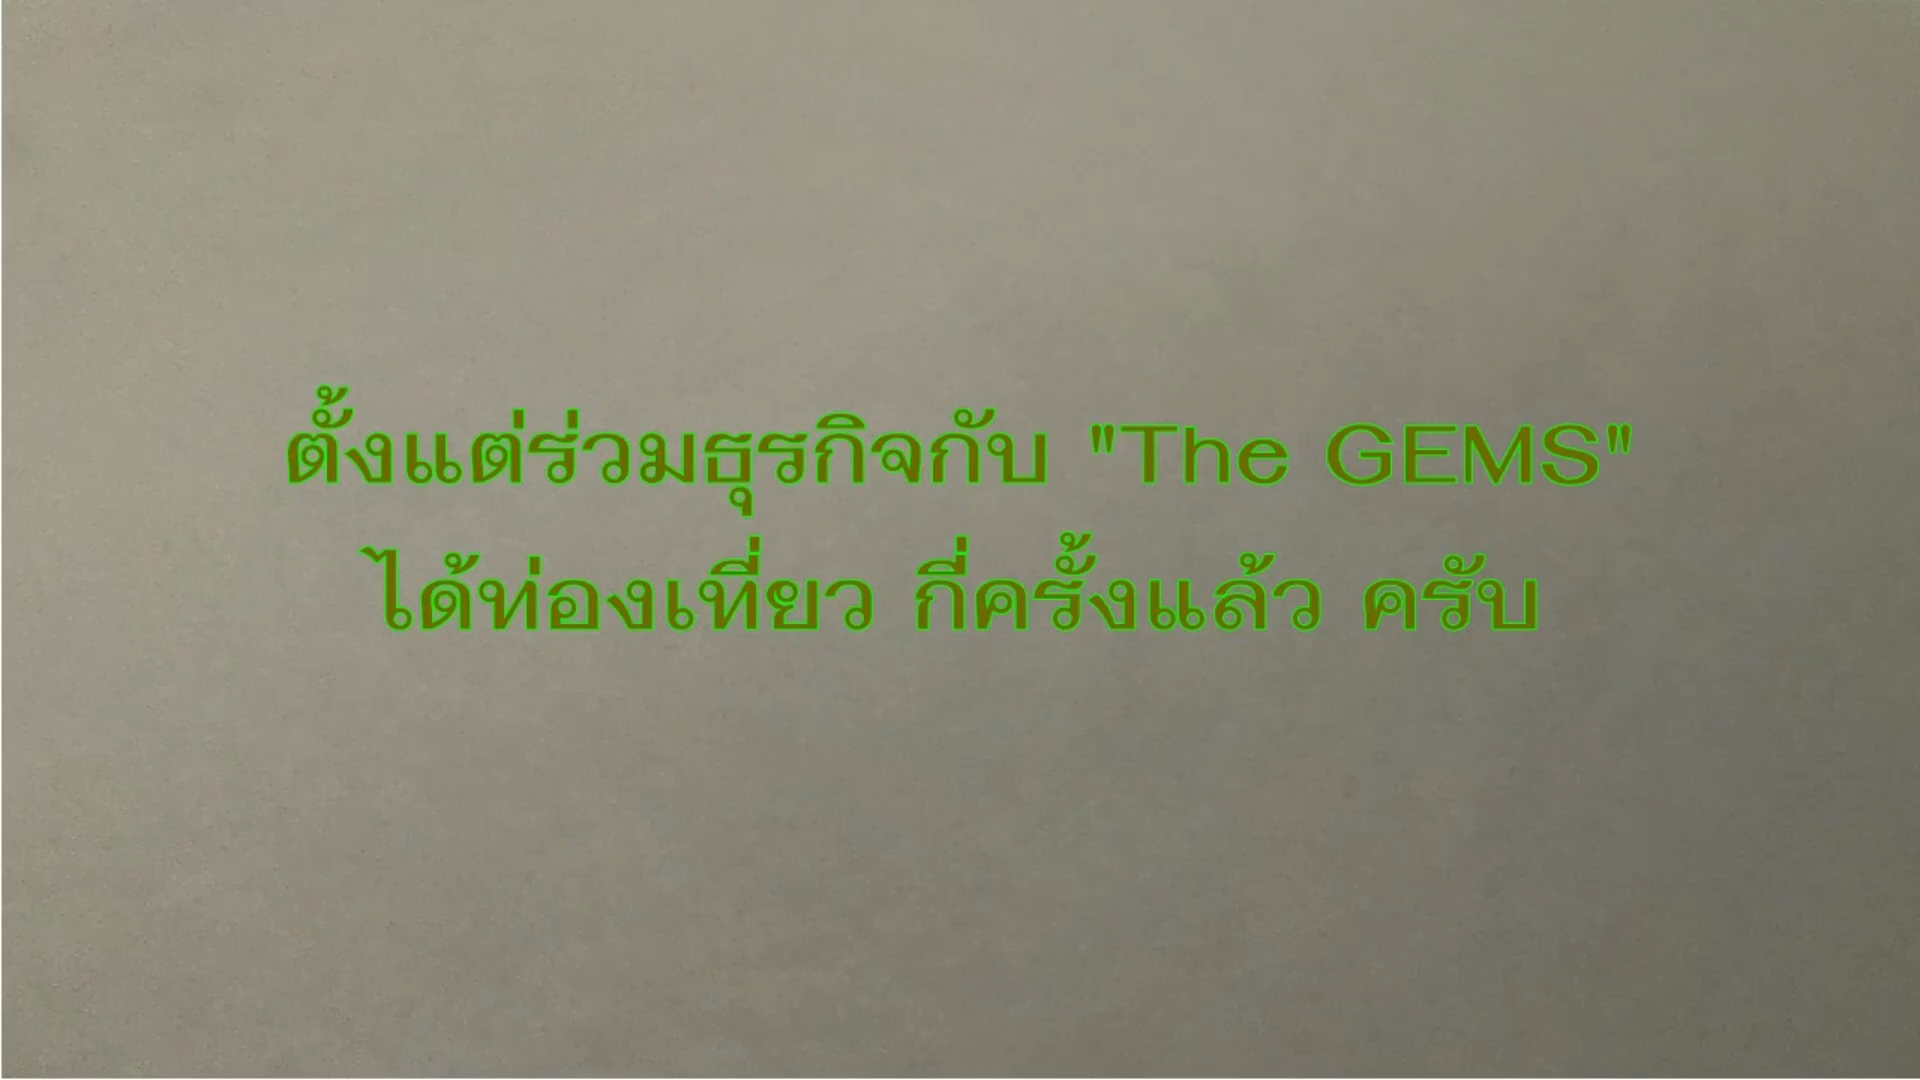 ตั้งแต่ร่วมธุรกิจกับ "The GEMS"
ได้ท่องเที่ยว กี่ครั้งแล้ว ครับ